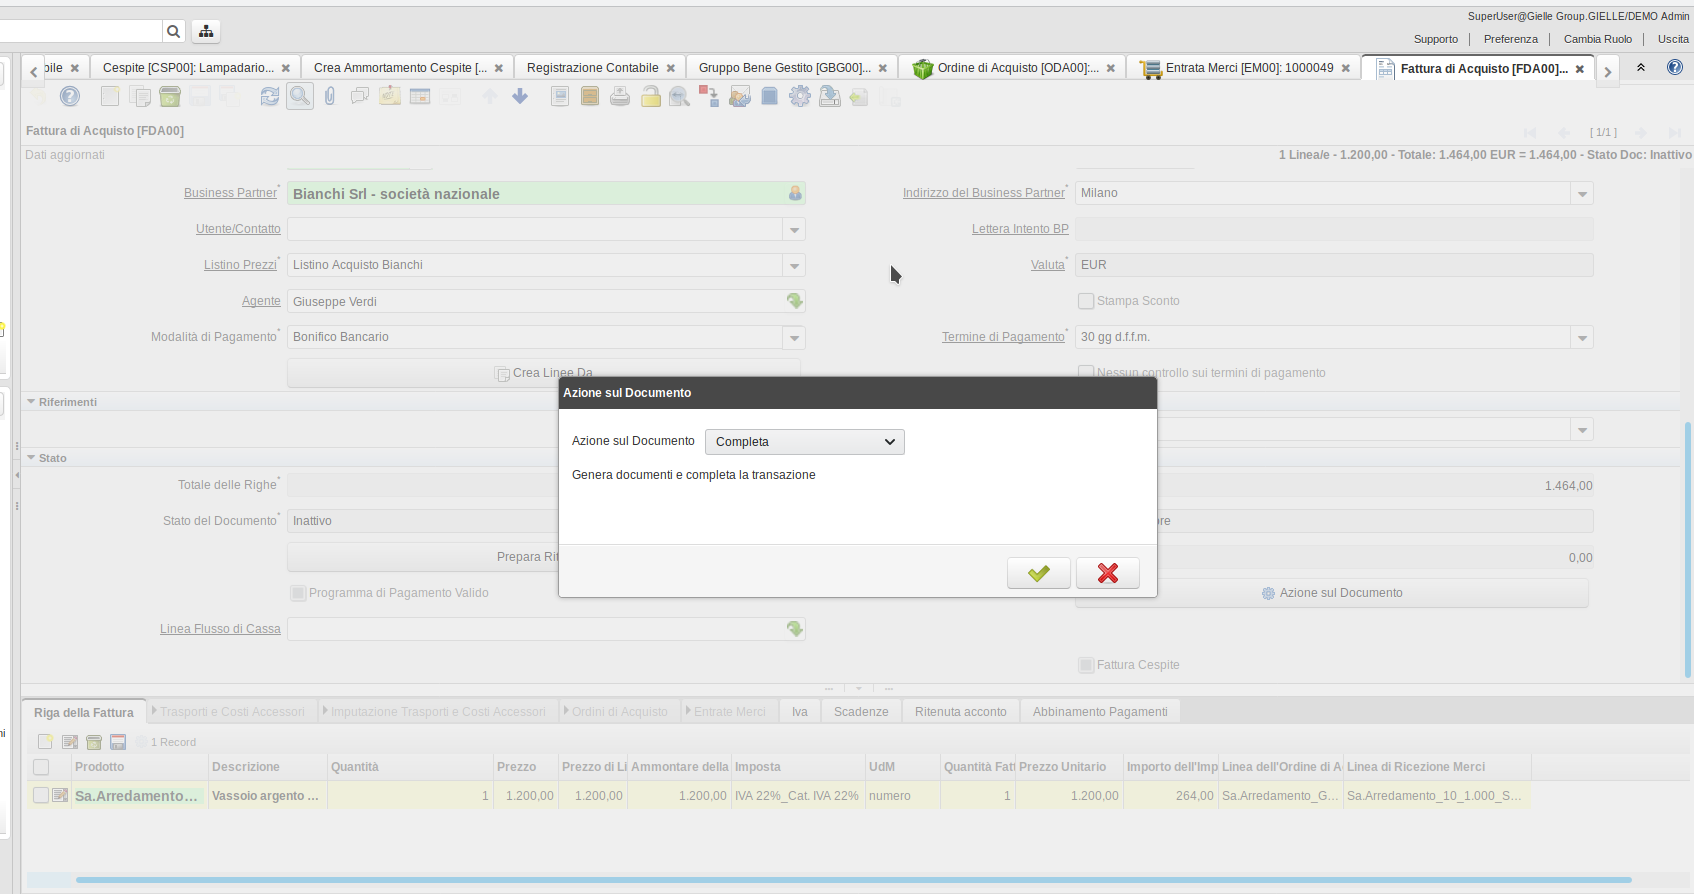 SuperUser@Gielle Group.GIELLE/DEMO Admin
Supporto Preferenza Cambia Ruolo Uscita
bile Cespite [CSP00]: Lampadario... Crea Ammortamento Cespite [... Registrazione Contabile Gruppo Bene Gestito [GBG00]... Ordine di Acquisto [ODA00]:... Entrata Merci [EM00]: 1000049 Fattura di Acquisto [FDA00]...
Fattura di Acquisto [FDA00]
[ 1/1 ]
Dati aggiornati
1 Linea/e - 1.200,00 - Totale: 1.464,00 EUR = 1.464,00 - Stato Doc: Inattivo
Business Partner* Bianchi Srl - società nazionale Indirizzo del Business Partner* Milano
Utente/Contatto Lettera Intento BP
Listino Prezzi* Listino Acquisto Bianchi Valuta* EUR
Agente Giuseppe Verdi Stampa Sconto
Modalità di Pagamento* Bonifico Bancario Termine di Pagamento* 30 gg d.f.f.m.
Crea Linee Da Nessun controllo sui termini di pagamento
Azione sul Documento
Riferimenti
Azione sul Documento Completa
Stato
Genera documenti e completa la transazione
Totale delle Righe* 1.464,00
Stato del Documento* Inattivo ore
Prepara Rit 0,00
Programma di Pagamento Valido Azione sul Documento
Linea Flusso di Cassa
Fattura Cespite
Riga della Fattura Trasporti e Costi Accessori Imputazione Trasporti e Costi Accessori Ordini di Acquisto Entrate Merci Iva Scadenze Ritenuta acconto Abbinamento Pagamenti
ni
1 Record
Prodotto Descrizione Quantità Prezzo Prezzo di Li Ammontare della Imposta UdM Quantità Fatt Prezzo Unitario Importo dell'Imp Linea dell'Ordine di A Linea di Ricezione Merci
Sa.Arredamento... Vassoio argento ... 1 1.200,00 1.200,00 1.200,00 IVA 22%_Cat. IVA 22% numero 1 1.200,00 264,00 Sa.Arredamento_G... Sa.Arredamento_10_1.000_S...